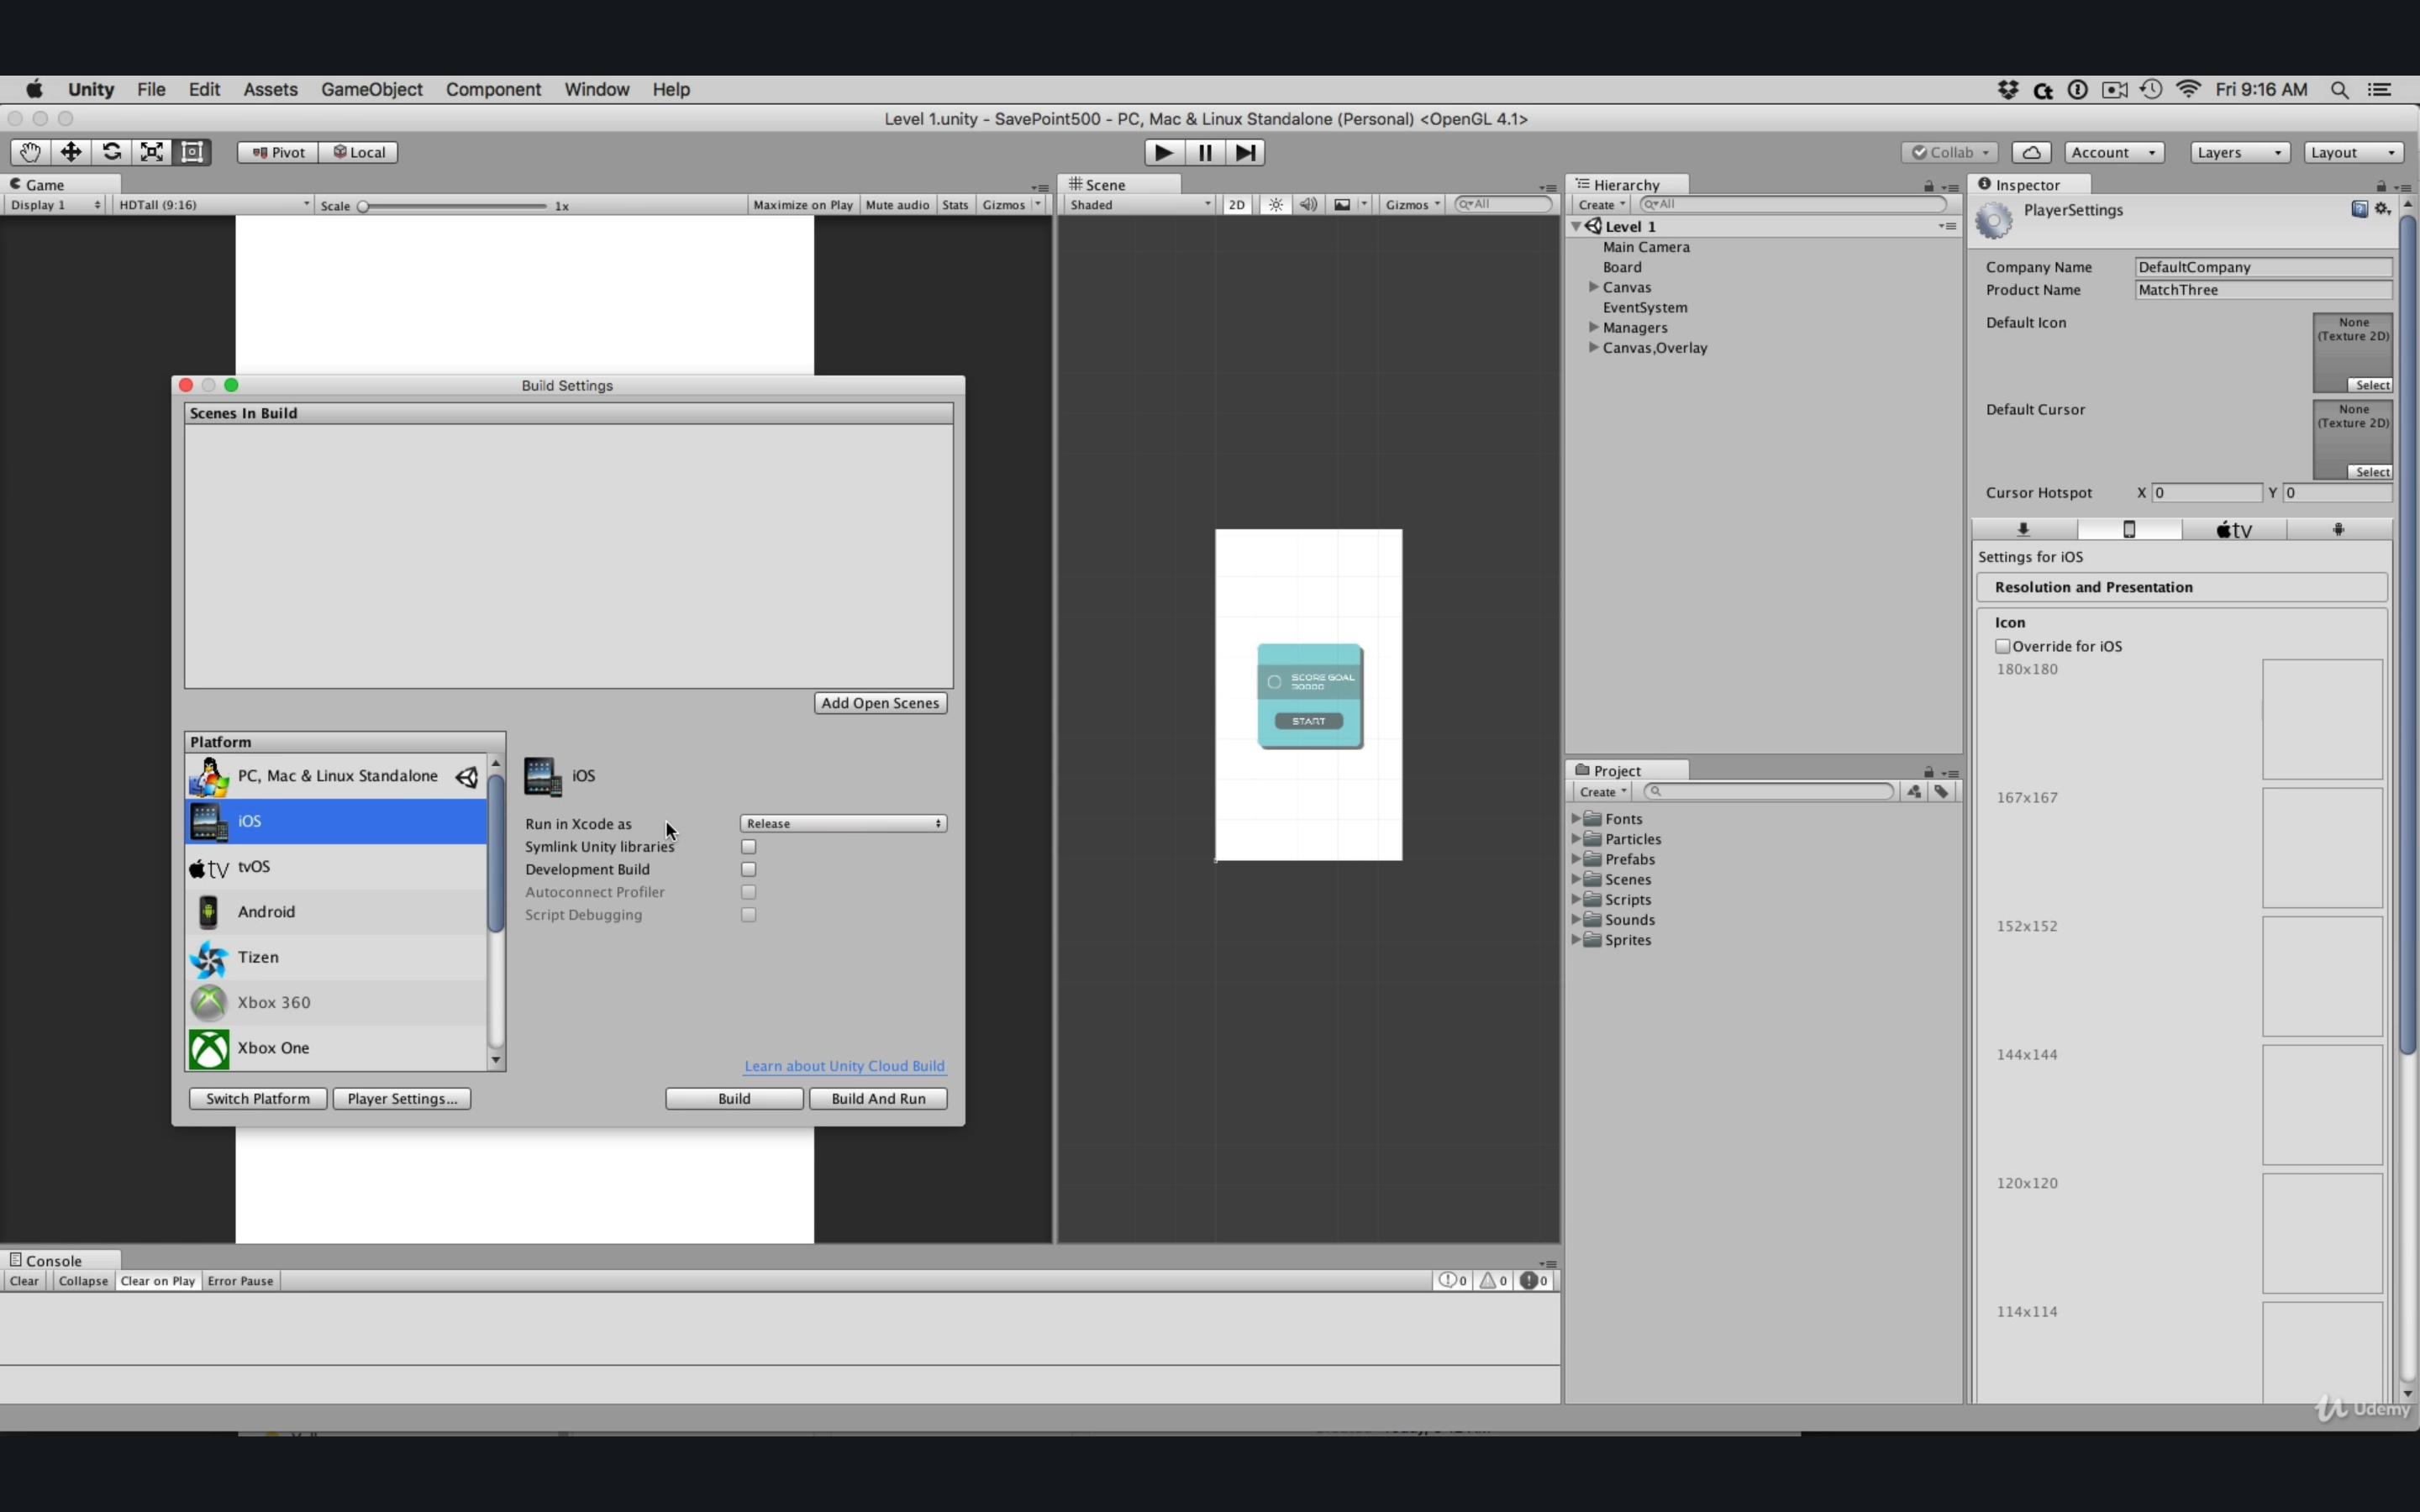 Unity File Edit Assets GameObject Component Window Help Fri 9:16 AM
Level 1.unity - SavePoint500 - PC, Mac & Linux Standalone (Personal) <OpenGL 4.1>
Pivot Local Collab Account Layers Layout
Game
Display 1 HDTall (9:16) Scale 1x Maximize on Play Mute audio Stats Gizmos
Build Settings
Scenes In Build
Add Open Scenes
Platform
PC, Mac & Linux Standalone
iOS
tvOS
Android
Tizen
Xbox 360
Xbox One
iOS
Run in Xcode as Release
Symlink Unity libraries
Development Build
Autoconnect Profiler
Script Debugging
Learn about Unity Cloud Build
Switch Platform Player Settings... Build Build And Run
Scene
Shaded 2D Gizmos All
SCORE GOAL
START
Hierarchy
Create All
Level 1
Main Camera
Board
Canvas
EventSystem
Managers
Canvas,Overlay
Project
Create
Fonts
Particles
Prefabs
Scenes
Scripts
Sounds
Sprites
Inspector
PlayerSettings
Company Name DefaultCompany
Product Name MatchThree
Default Icon
None
(Texture 2D)
Select
Default Cursor
None
(Texture 2D)
Select
Cursor Hotspot X 0 Y 0
tv
Settings for iOS
Resolution and Presentation
Icon
Override for iOS
180x180
167x167
152x152
144x144
120x120
114x114
Console
Clear Collapse Clear on Play Error Pause 0 0 0
Udemy